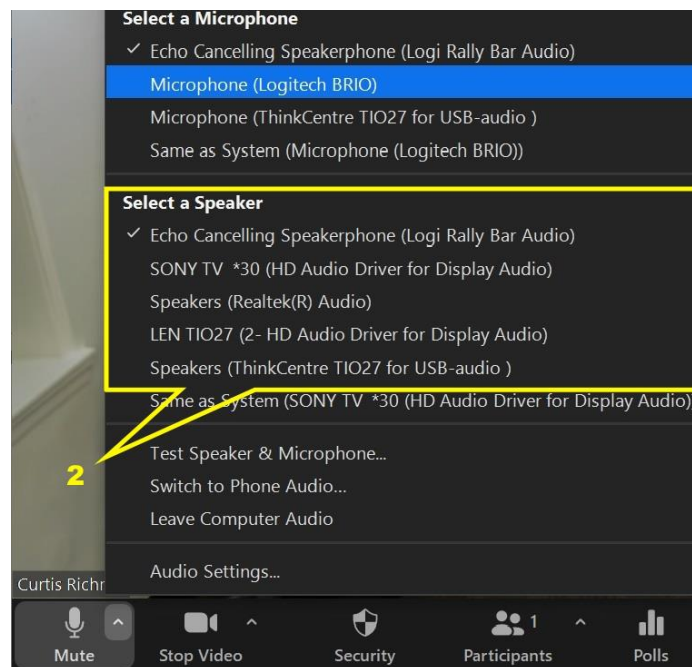 Select a Microphone
✓ Echo Cancelling Speakerphone (Logi Rally Bar Audio)
Microphone (Logitech BRIO)
Microphone (ThinkCentre TIO27 for USB-audio )
Same as System (Microphone (Logitech BRIO))
Select a Speaker
✓ Echo Cancelling Speakerphone (Logi Rally Bar Audio)
SONY TV  *30 (HD Audio Driver for Display Audio)
Speakers (Realtek(R) Audio)
LEN TIO27 (2- HD Audio Driver for Display Audio)
Speakers (ThinkCentre TIO27 for USB-audio )
Same as System (SONY TV  *30 (HD Audio Driver for Display Audio)
2
Test Speaker & Microphone...
Switch to Phone Audio...
Leave Computer Audio
Audio Settings...
Curtis Richr
1
Mute Stop Video Security Participants Polls